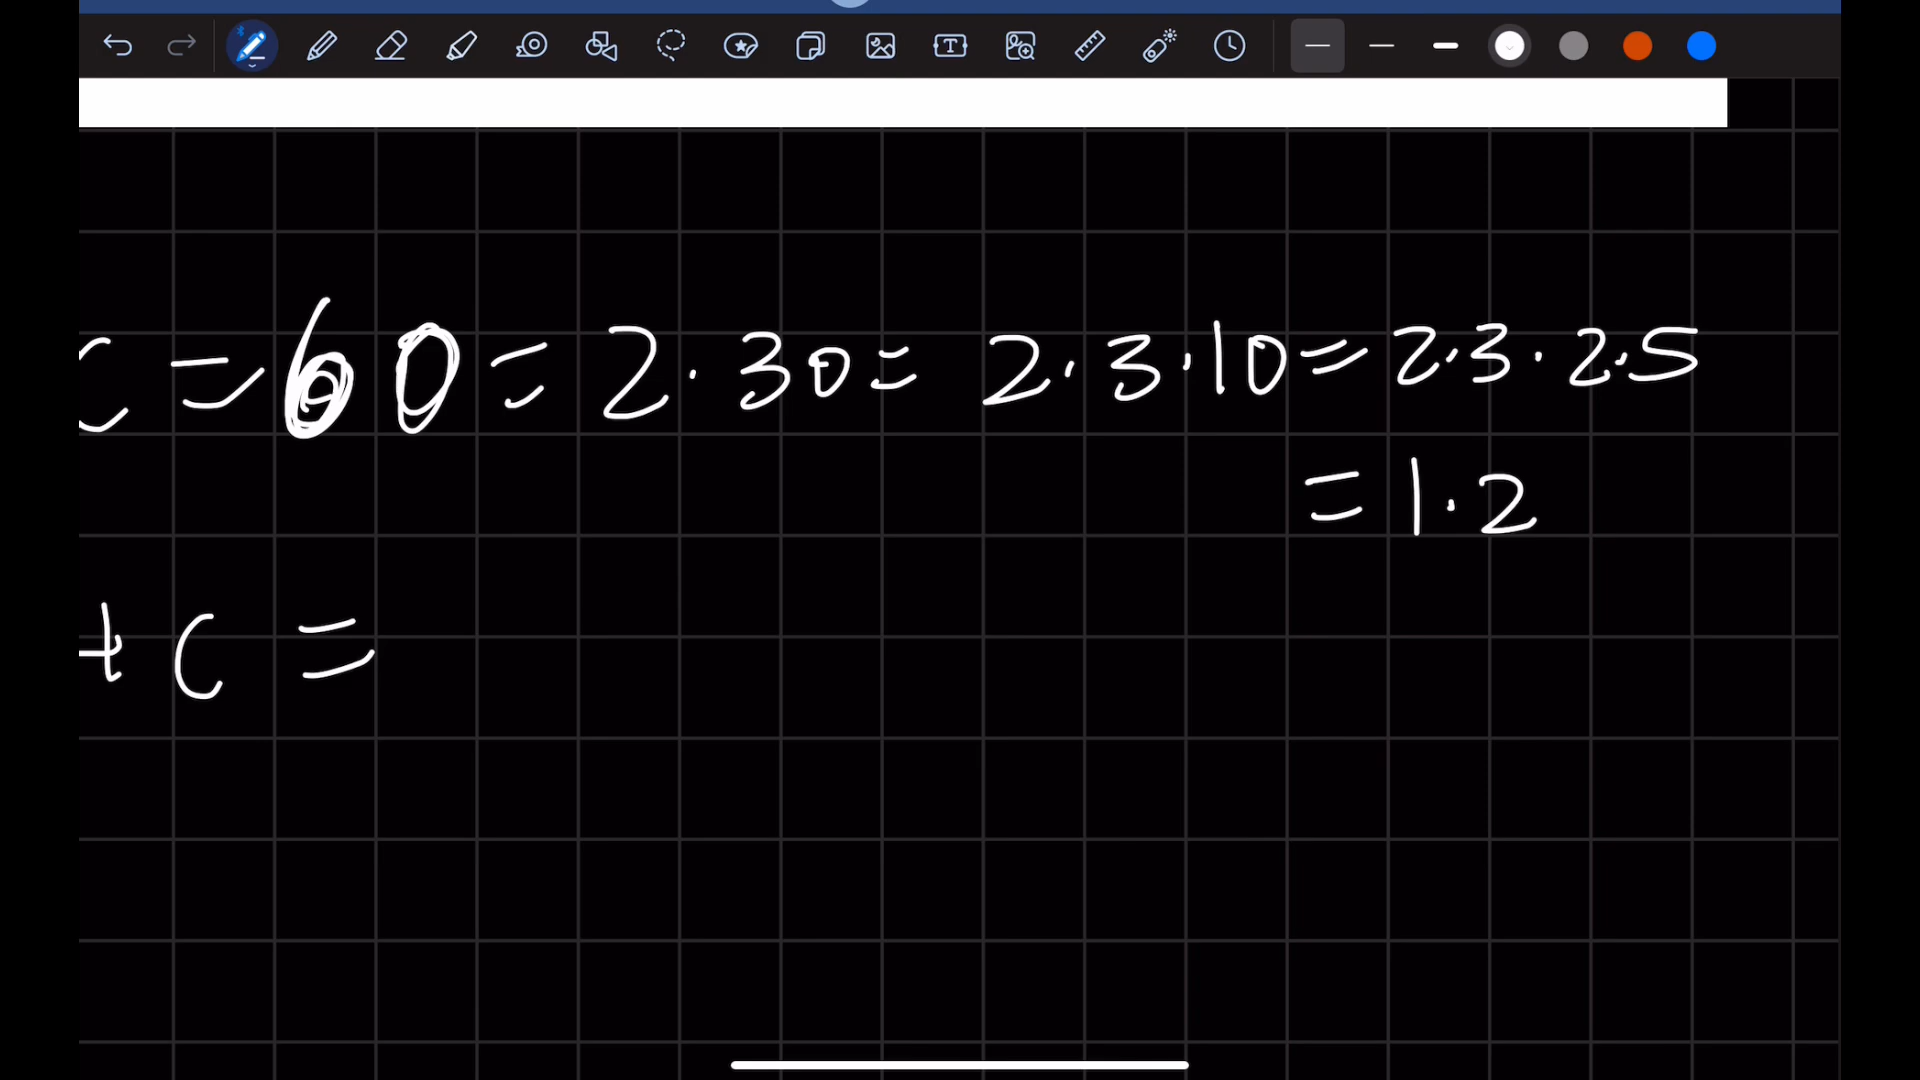 c = 60 = 2 · 30 = 2 · 3 · 10 = 2 · 3 · 2 · 5
= 1 · 2
+ c =